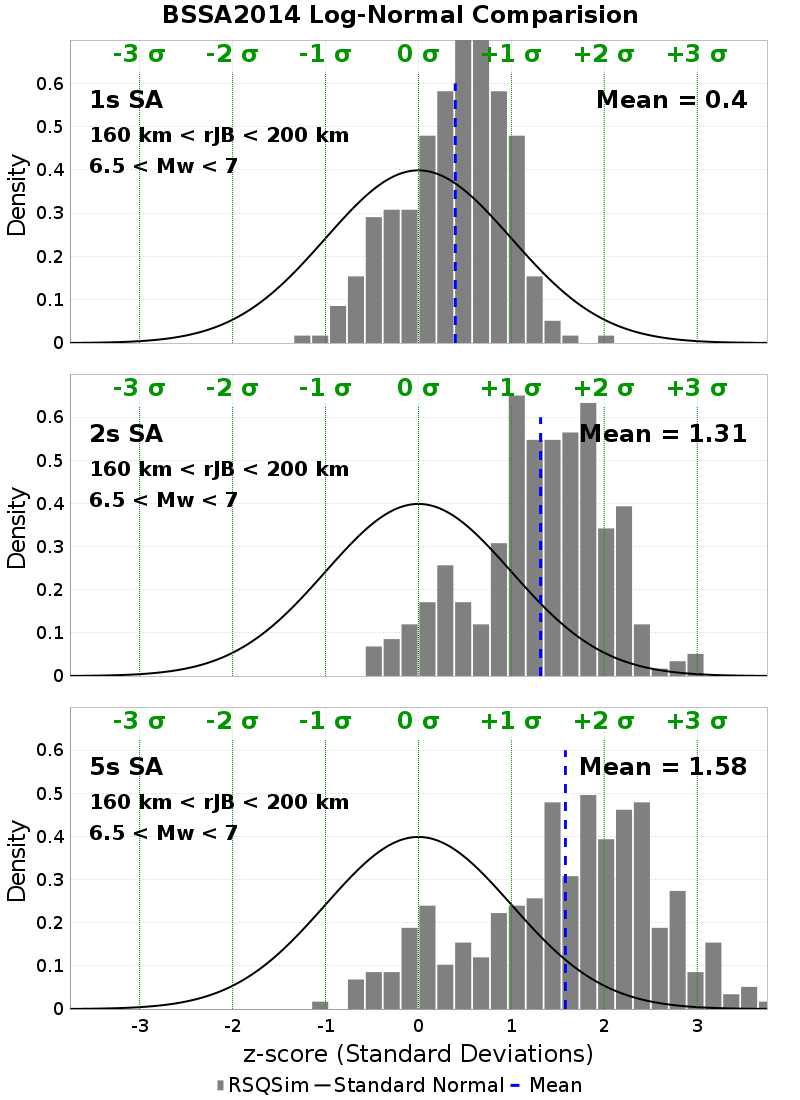 BSSA2014 Log-Normal Comparision
-3 σ -2 σ -1 σ 0 σ +1 σ +2 σ +3 σ
0.6
1s SA Mean = 0.4
0.5
160 km < rJB < 200 km
6.5 < Mw < 7
0.4
0.3
0.2
0.1
0
Density
-3 σ -2 σ -1 σ 0 σ +1 σ +2 σ +3 σ
0.6
2s SA Mean = 1.31
0.5
160 km < rJB < 200 km
6.5 < Mw < 7
0.4
0.3
0.2
0.1
0
Density
-3 σ -2 σ -1 σ 0 σ +1 σ +2 σ +3 σ
0.6
5s SA Mean = 1.58
0.5
160 km < rJB < 200 km
6.5 < Mw < 7
0.4
0.3
0.2
0.1
0
Density
-3 -2 -1 0 1 2 3
z-score (Standard Deviations)
RSQSim Standard Normal Mean